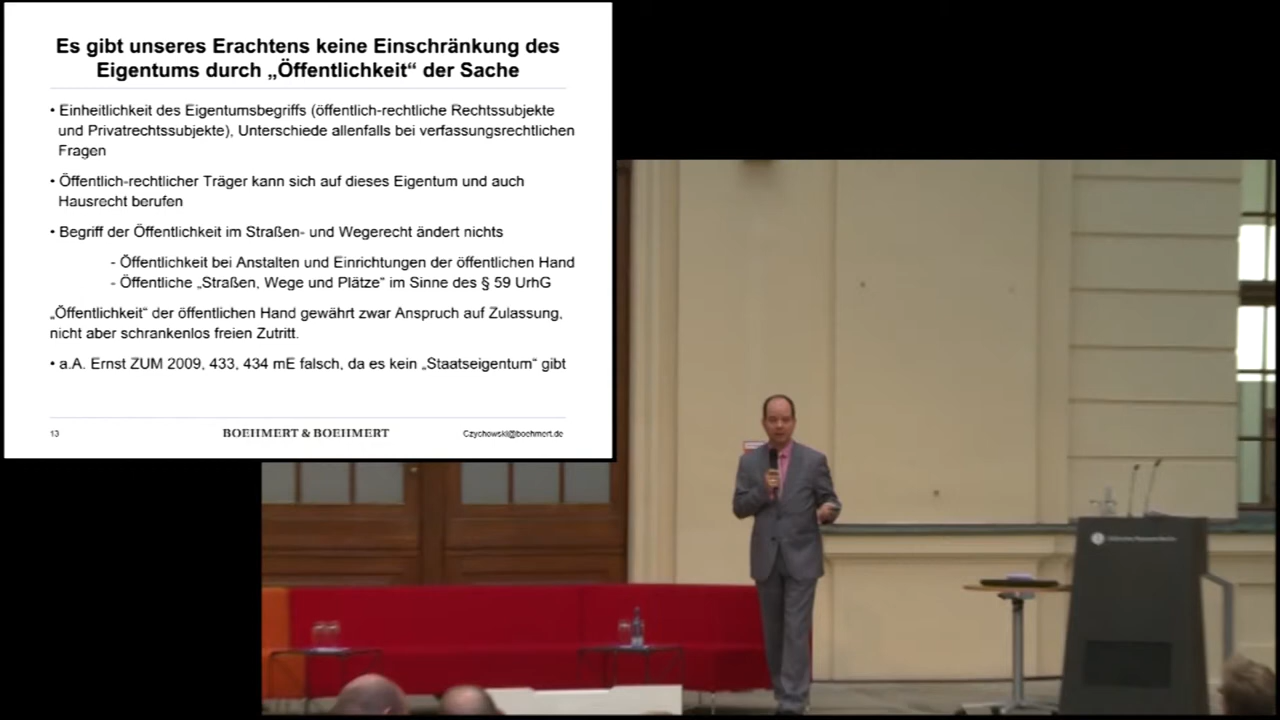 Es gibt unseres Erachtens keine Einschränkung des
Eigentums durch „Öffentlichkeit“ der Sache
• Einheitlichkeit des Eigentumsbegriffs (öffentlich-rechtliche Rechtssubjekte
und Privatrechtssubjekte), Unterschiede allenfalls bei verfassungsrechtlichen
Fragen
• Öffentlich-rechtlicher Träger kann sich auf dieses Eigentum und auch
Hausrecht berufen
• Begriff der Öffentlichkeit im Straßen- und Wegerecht ändert nichts
- Öffentlichkeit bei Anstalten und Einrichtungen der öffentlichen Hand
- Öffentliche „Straßen, Wege und Plätze“ im Sinne des § 59 UrhG
„Öffentlichkeit“ der öffentlichen Hand gewährt zwar Anspruch auf Zulassung,
nicht aber schrankenlos freien Zutritt.
• a.A. Ernst ZUM 2009, 433, 434 mE falsch, da es kein „Staatseigentum“ gibt
13
BOEHMERT & BOEHMERT
Czychowski@boehmert.de